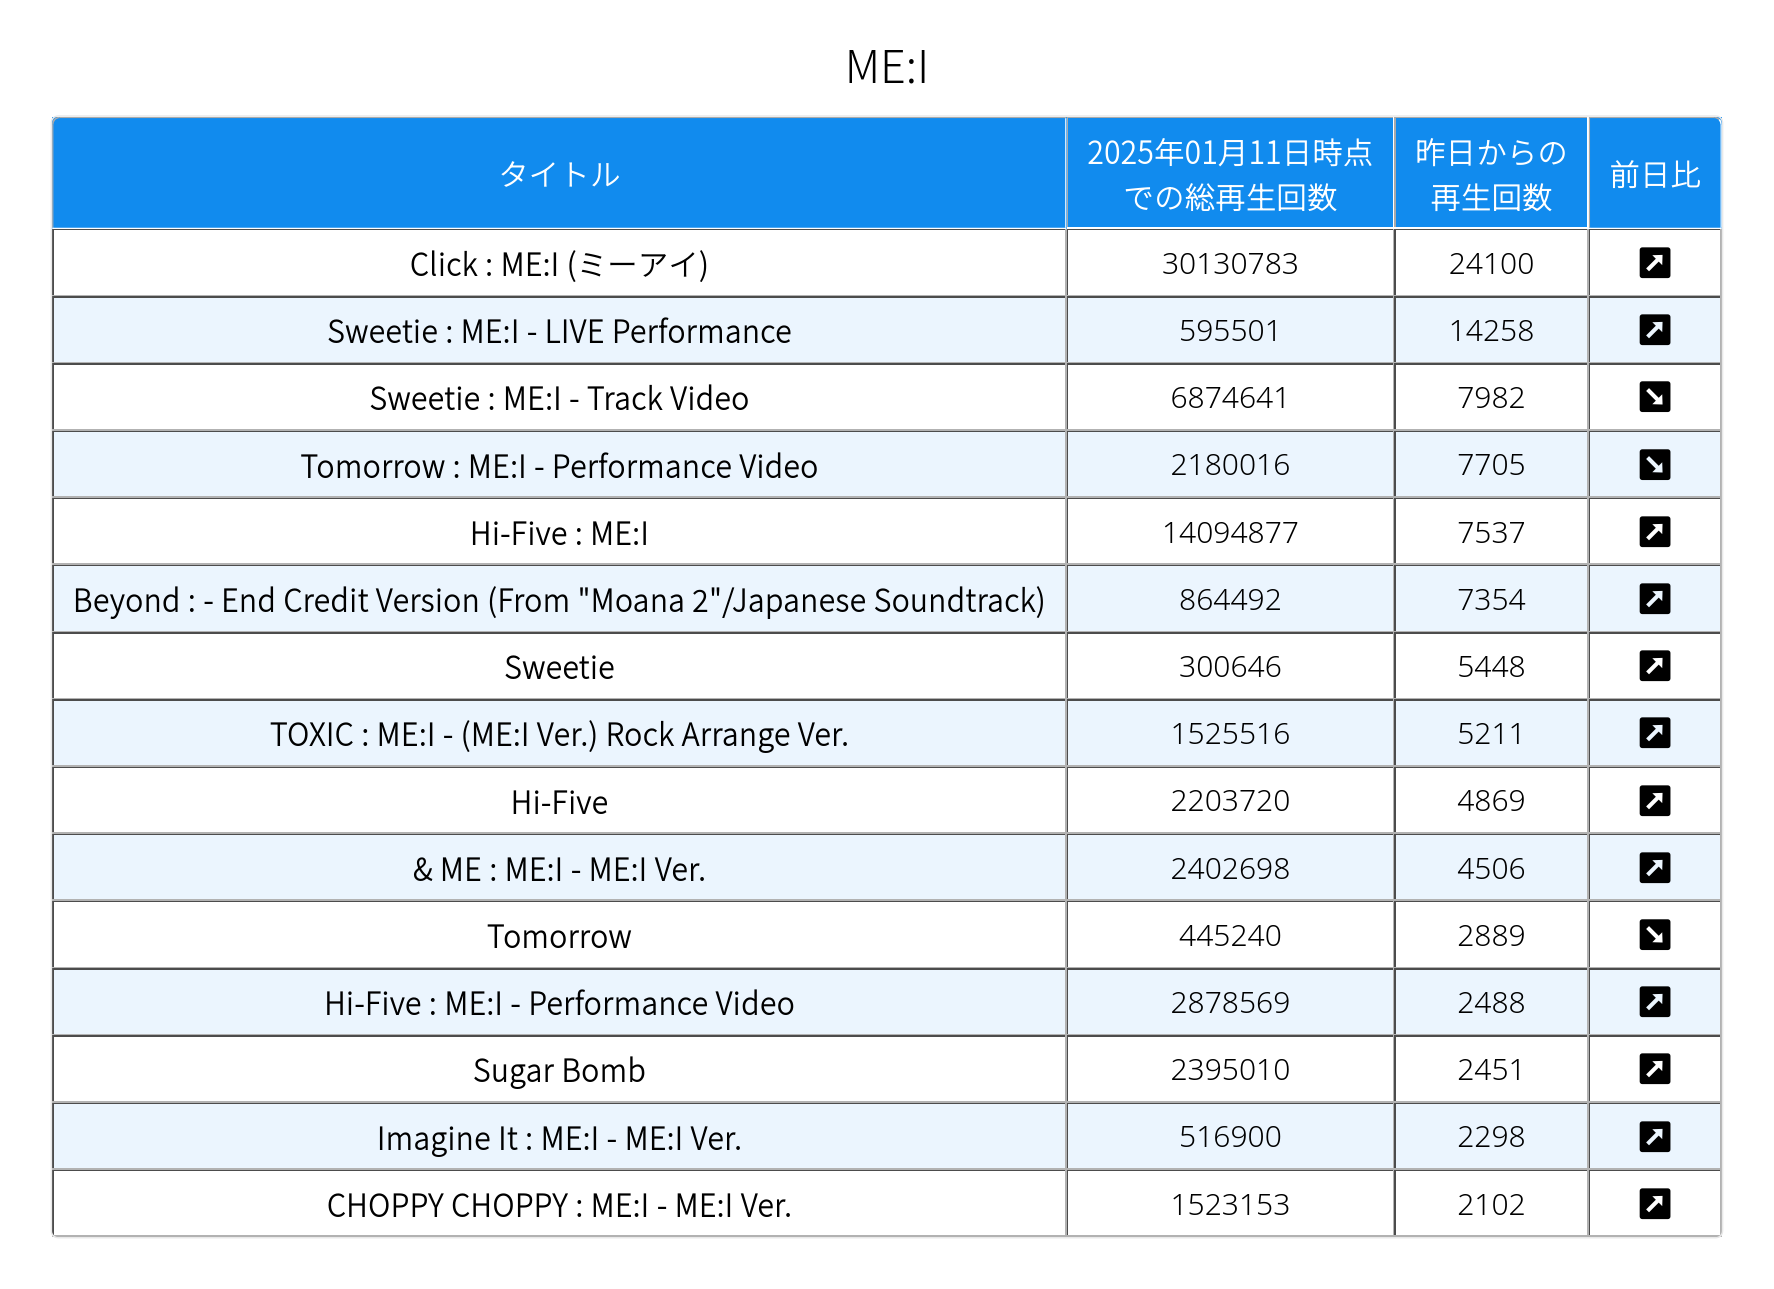 ME:I
タイトル
2025年01月11日時点
での総再生回数
昨日からの
再生回数
前日比
Click : ME:I (ミーアイ) 30130783 24100
Sweetie : ME:I - LIVE Performance 595501 14258
Sweetie : ME:I - Track Video 6874641 7982
Tomorrow : ME:I - Performance Video 2180016 7705
Hi-Five : ME:I 14094877 7537
Beyond : - End Credit Version (From "Moana 2"/Japanese Soundtrack) 864492 7354
Sweetie 300646 5448
TOXIC : ME:I - (ME:I Ver.) Rock Arrange Ver. 1525516 5211
Hi-Five 2203720 4869
& ME : ME:I - ME:I Ver. 2402698 4506
Tomorrow 445240 2889
Hi-Five : ME:I - Performance Video 2878569 2488
Sugar Bomb 2395010 2451
Imagine It : ME:I - ME:I Ver. 516900 2298
CHOPPY CHOPPY : ME:I - ME:I Ver. 1523153 2102